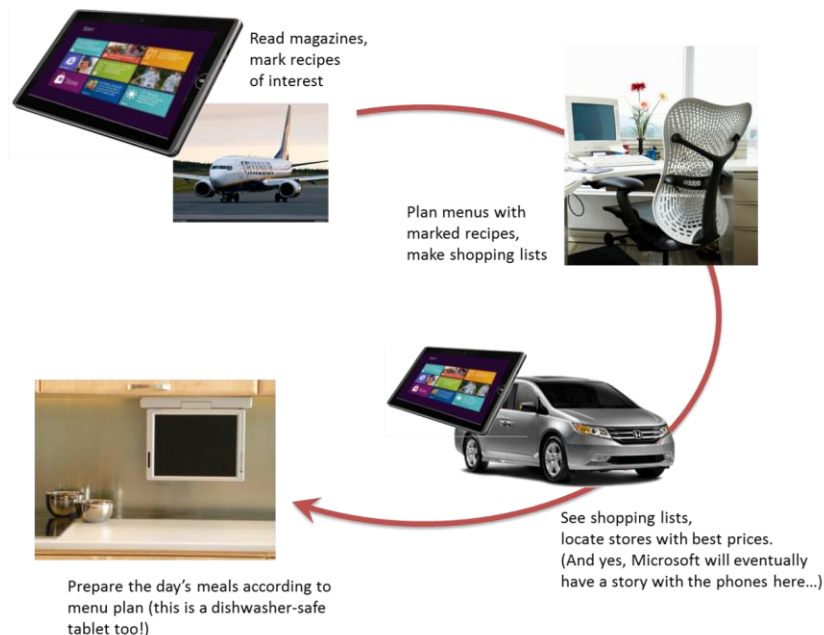 Start
Read magazines,
mark recipes
of interest
RYANAIR
Plan menus with
marked recipes,
make shopping lists
See shopping lists,
locate stores with best prices.
(And yes, Microsoft will eventually
have a story with the phones here...)
Prepare the day's meals according to
menu plan (this is a dishwasher-safe
tablet too!)